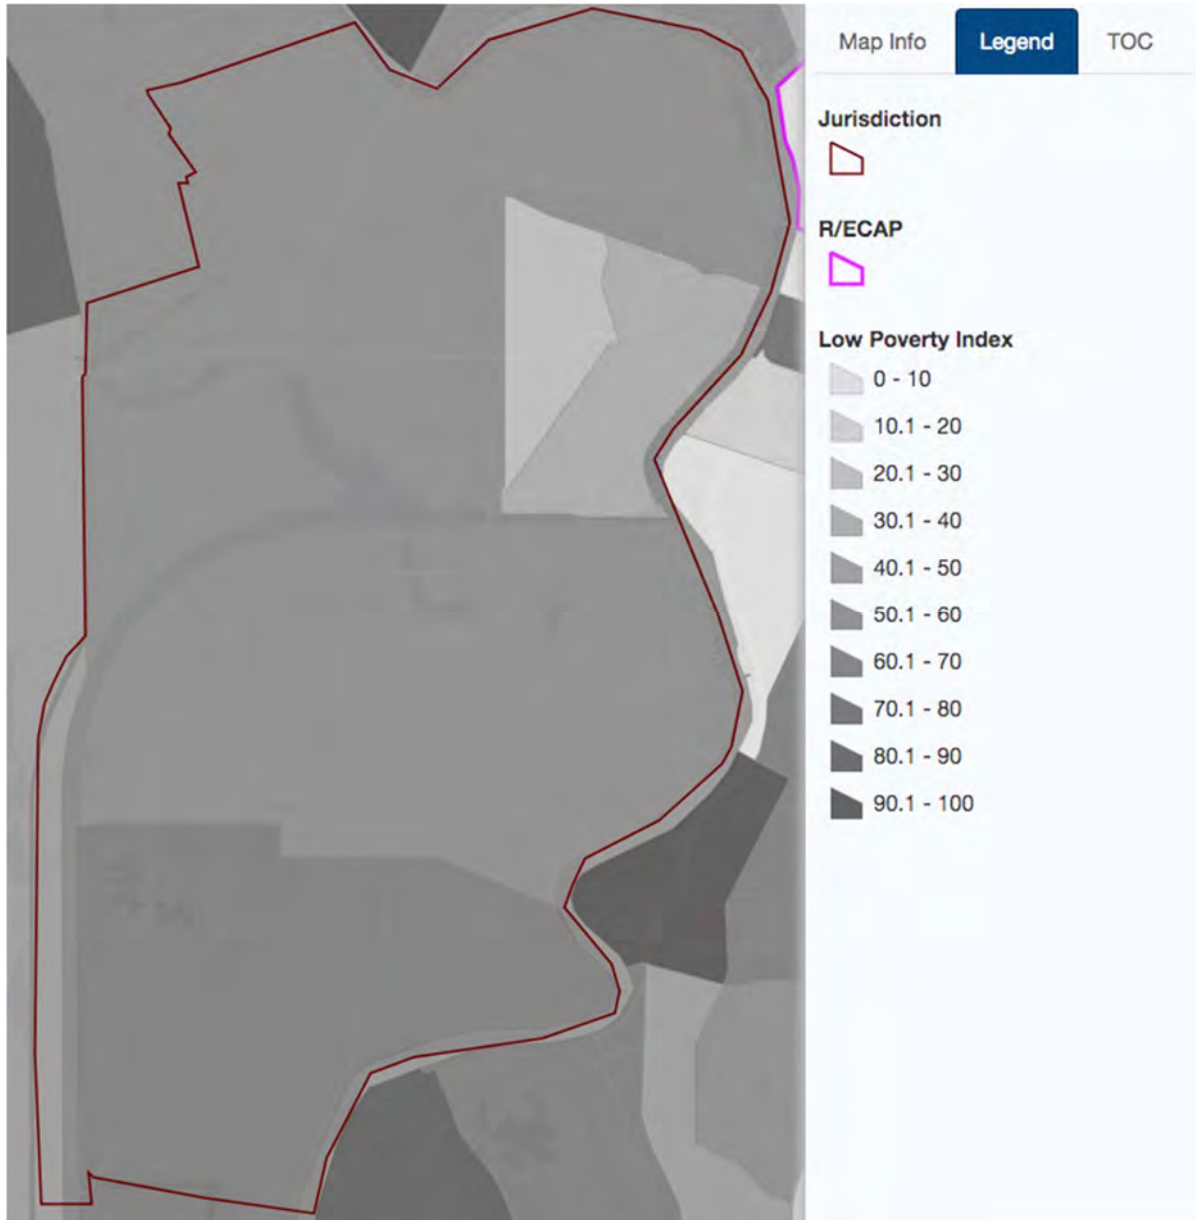 Map Info Legend TOC
Jurisdiction
R/ECAP
Low Poverty Index
0 - 10
10.1 - 20
20.1 - 30
30.1 - 40
40.1 - 50
50.1 - 60
60.1 - 70
70.1 - 80
80.1 - 90
90.1 - 100